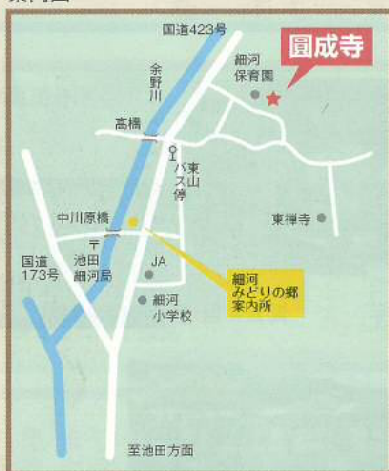 国道423号
圓成寺
余野川
細河
保育園
高橋
東山
バス停
中川原橋
東禅寺
〒
池田
細河局
国道
173号
JA
細河
みどりの郷
案内所
細河
小学校
至池田方面